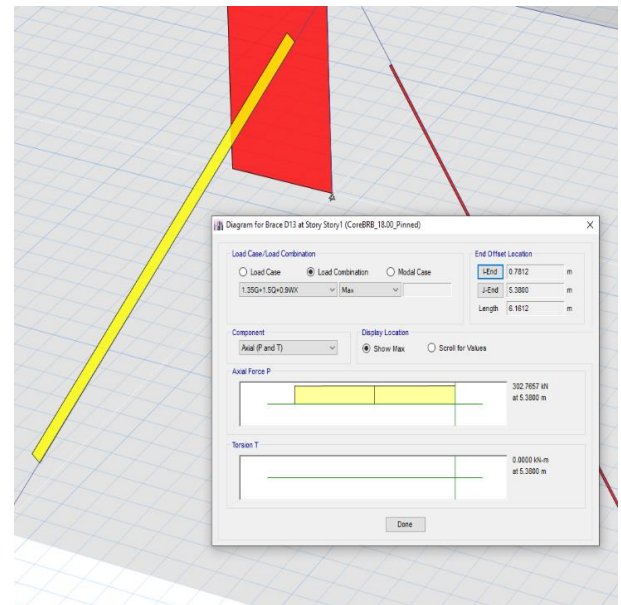 Diagram for Brace D13 at Story Story1 (CoreBRB_18.00_Pinned)
Load Case/Load Combination
Load Case Load Combination Modal Case
1.35G+1.5Q+0.9WX Max
End Offset Location
I-End 0.7812 m
J-End 5.3800 m
Length 6.1612 m
Component
Axial (P and T)
Display Location
Show Max Scroll for Values
Axial Force P
302.7657 kN
at 5.3800 m
Torsion T
0.0000 kN-m
at 5.3800 m
Done